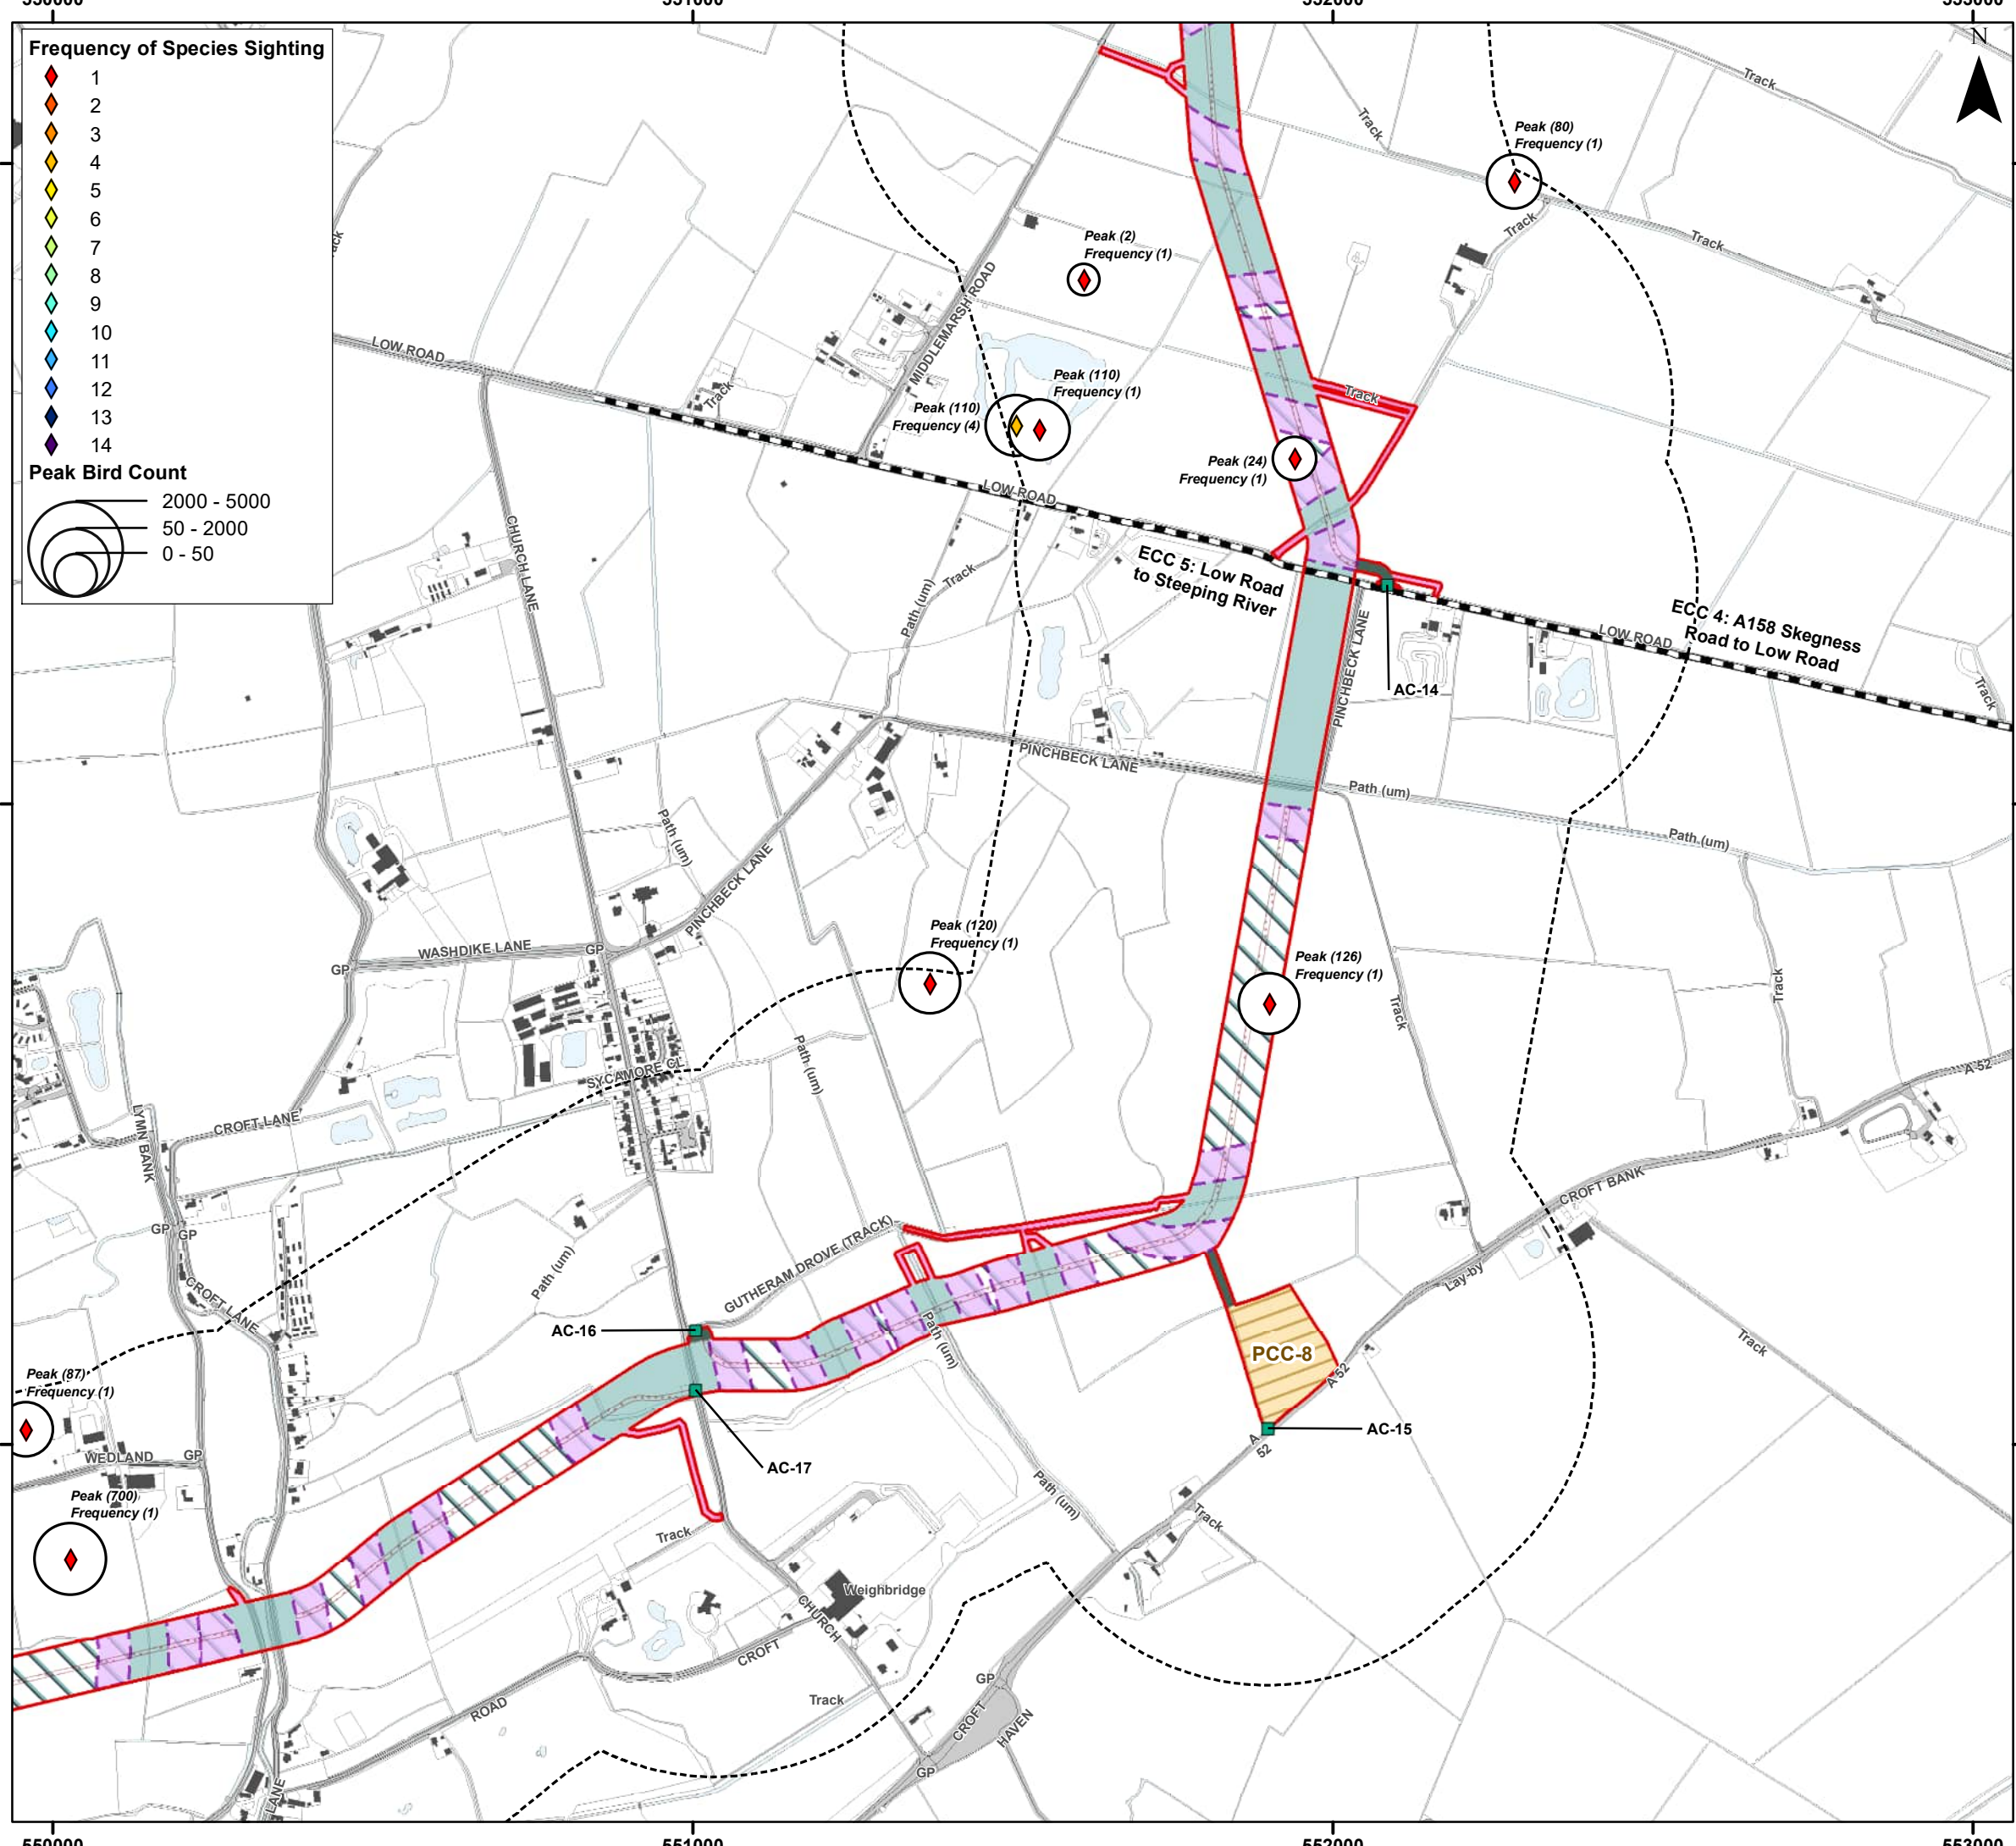 550000 551000 552000 553000
N
Frequency of Species Sighting
1
2
3
4
5
6
7
8
9
10
11
12
13
14
Peak Bird Count
2000 - 5000
50 - 2000
0 - 50
Track
Track
Peak (80)
Frequency (1)
Track
Track
Peak (2)
Frequency (1)
MIDDLEMARSH ROAD
LOW ROAD
Track
Peak (110)
Frequency (1)
Peak (110)
Frequency (4)
Track
Peak (24)
Frequency (1)
LOW ROAD
CHURCH LANE
ECC 5: Low Road
to Steeping River
Path (um)
Track
ECC 4: A158 Skegness
Road to Low Road
LOW ROAD
PINCHBECK LANE
AC-14
Track
PINCHBECK LANE
Path (um)
Path (um)
Path (um)
PINCHBECK LANE
WASHDIKE LANE
GP
GP
Peak (120)
Frequency (1)
Peak (126)
Frequency (1)
Track
Track
Path (um)
SYCAMORE CL
A 52
LYMN BANK
CROFT LANE
CROFT BANK
GP
GP
GUTHERAM DROVE (TRACK)
Path (um)
CROFT LANE
Lay-by
AC-16
Path (um)
PCC-8
Track
A 52
Peak (87)
Frequency (1)
AC-15
A
52
WEDLAND
GP
AC-17
Path (um)
Peak (700)
Frequency (1)
Track
Track
Weighbridge
CHURCH
CROFT
GP
Track
ROAD
CROFT
HAVEN
GP
LANE
550000 551000 552000 553000